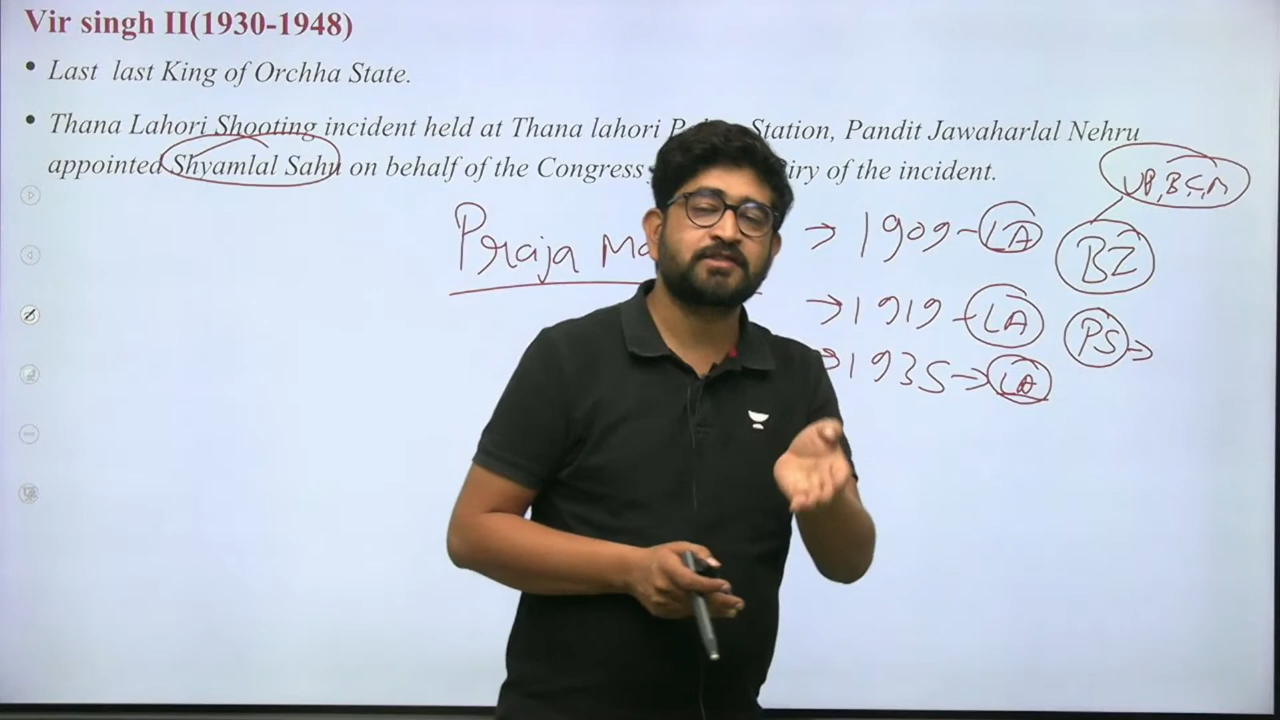 Vir singh II(1930-1948)
• Last last King of Orchha State.
• Thana Lahori Shooting incident held at Thana lahori Station, Pandit Jawaharlal Nehru
appointed Shyamlal Sahu on behalf of the Congress of the incident.
UP, B, C, M
Praja → 1909 - LA BZ
→ 1919 - LA PS →
→ 1935 → LA